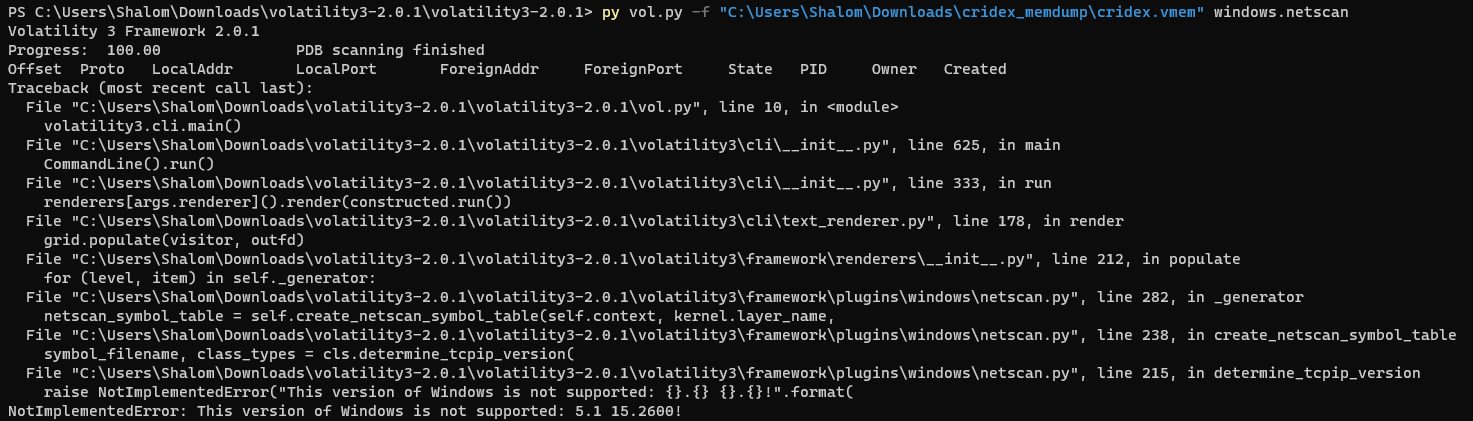 PS C:\Users\Shalom\Downloads\volatility3-2.0.1\volatility3-2.0.1> py vol.py -f "C:\Users\Shalom\Downloads\cridex_memdump\cridex.vmem" windows.netscan
Volatility 3 Framework 2.0.1
Progress:  100.00               PDB scanning finished
Offset  Proto   LocalAddr       LocalPort       ForeignAddr     ForeignPort     State   PID     Owner   Created
Traceback (most recent call last):
  File "C:\Users\Shalom\Downloads\volatility3-2.0.1\volatility3-2.0.1\vol.py", line 10, in <module>
    volatility3.cli.main()
  File "C:\Users\Shalom\Downloads\volatility3-2.0.1\volatility3-2.0.1\volatility3\cli\__init__.py", line 625, in main
    CommandLine().run()
  File "C:\Users\Shalom\Downloads\volatility3-2.0.1\volatility3-2.0.1\volatility3\cli\__init__.py", line 333, in run
    renderers[args.renderer]().render(constructed.run())
  File "C:\Users\Shalom\Downloads\volatility3-2.0.1\volatility3-2.0.1\volatility3\cli\text_renderer.py", line 178, in render
    grid.populate(visitor, outfd)
  File "C:\Users\Shalom\Downloads\volatility3-2.0.1\volatility3-2.0.1\volatility3\framework\renderers\__init__.py", line 212, in populate
    for (level, item) in self._generator:
  File "C:\Users\Shalom\Downloads\volatility3-2.0.1\volatility3-2.0.1\volatility3\framework\plugins\windows\netscan.py", line 282, in _generator
    netscan_symbol_table = self.create_netscan_symbol_table(self.context, kernel.layer_name,
  File "C:\Users\Shalom\Downloads\volatility3-2.0.1\volatility3-2.0.1\volatility3\framework\plugins\windows\netscan.py", line 238, in create_netscan_symbol_table
    symbol_filename, class_types = cls.determine_tcpip_version(
  File "C:\Users\Shalom\Downloads\volatility3-2.0.1\volatility3-2.0.1\volatility3\framework\plugins\windows\netscan.py", line 215, in determine_tcpip_version
    raise NotImplementedError("This version of Windows is not supported: {}.{} {}.{}!".format(
NotImplementedError: This version of Windows is not supported: 5.1 15.2600!